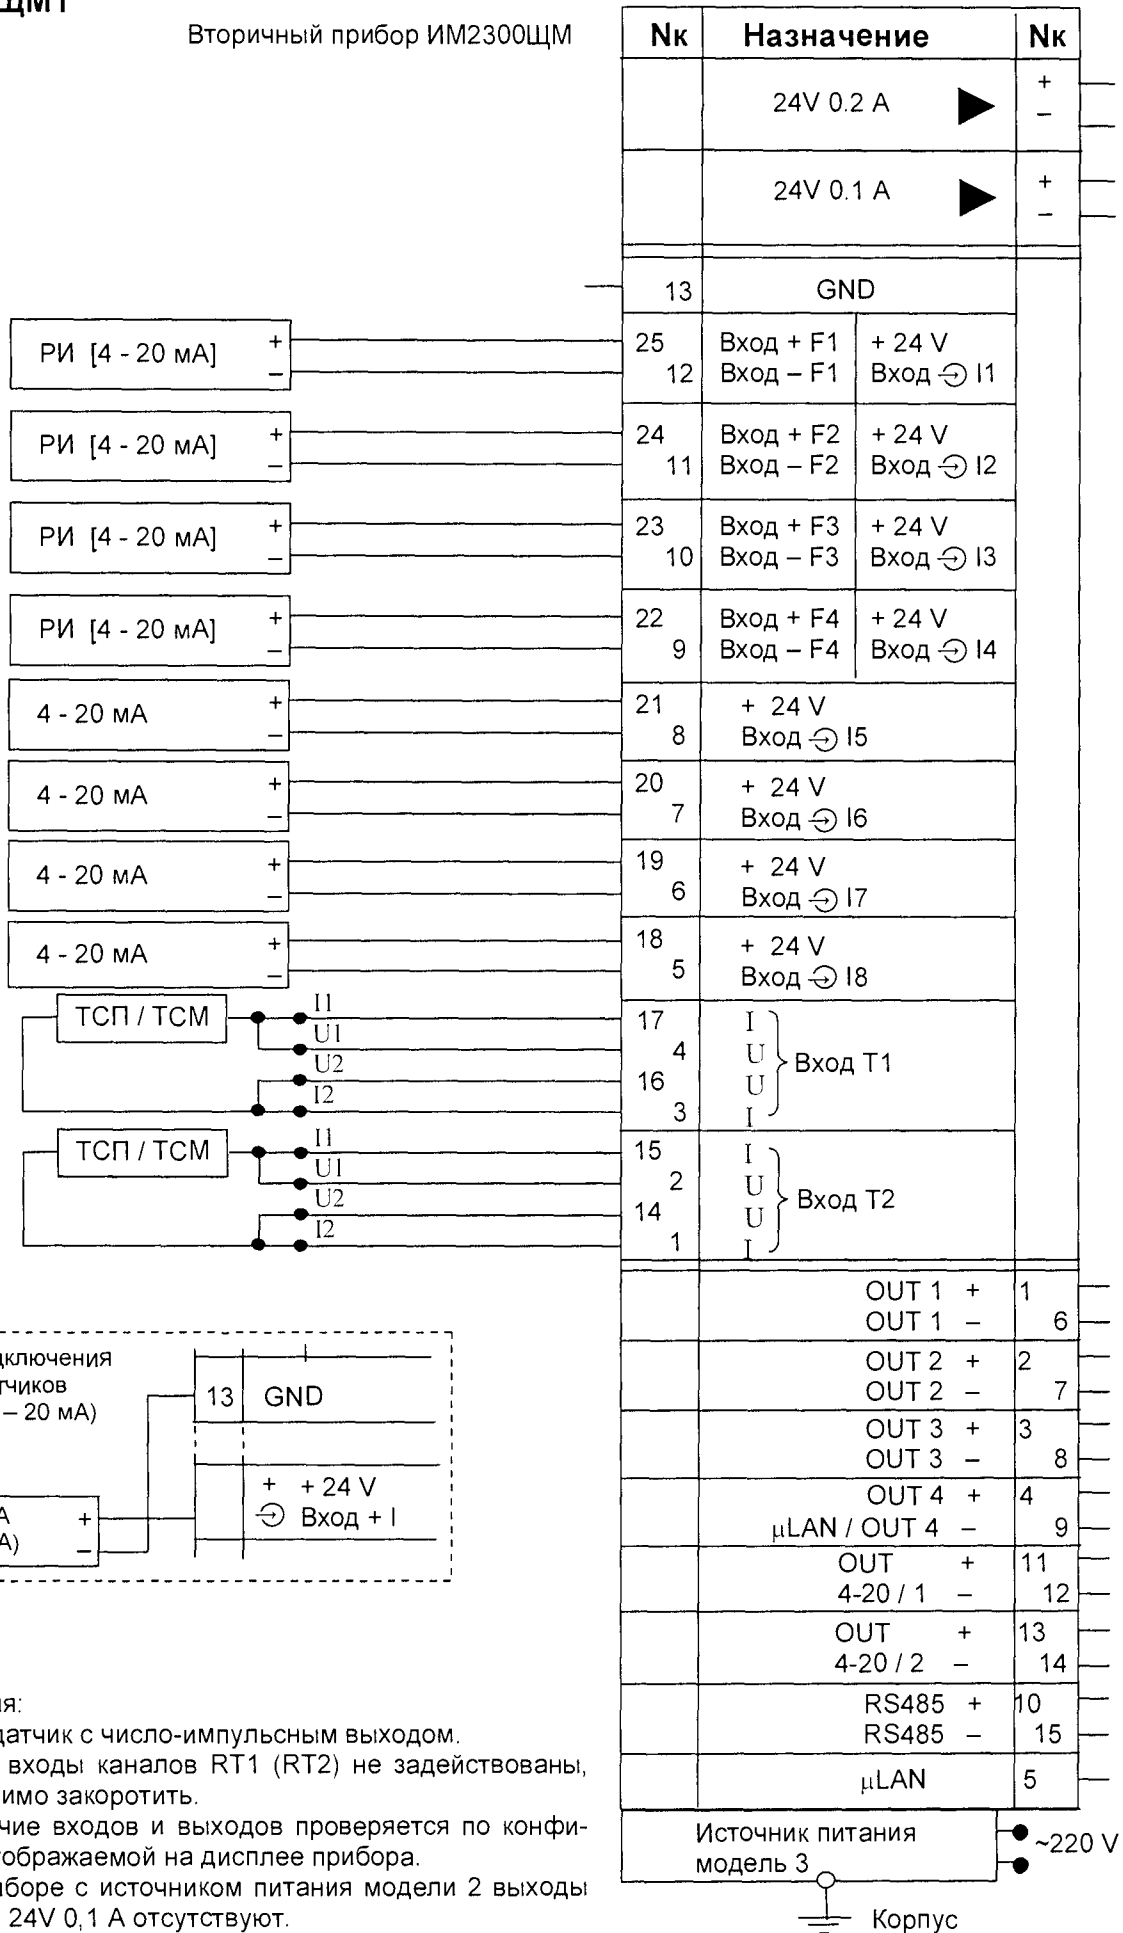 ЩМ1
Вторичный прибор ИМ2300ЩМ
Nк Назначение Nк
24V 0.2 A + –
24V 0.1 A + –
13 GND
РИ [4 - 20 мА] + – 25 12 Вход + F1 + 24 V
Вход – F1 Вход I1
РИ [4 - 20 мА] + – 24 11 Вход + F2 + 24 V
Вход – F2 Вход I2
РИ [4 - 20 мА] + – 23 10 Вход + F3 + 24 V
Вход – F3 Вход I3
РИ [4 - 20 мА] + – 22 9 Вход + F4 + 24 V
Вход – F4 Вход I4
4 - 20 мА + – 21 8 + 24 V
Вход I5
4 - 20 мА + – 20 7 + 24 V
Вход I6
4 - 20 мА + – 19 6 + 24 V
Вход I7
4 - 20 мА + – 18 5 + 24 V
Вход I8
ТСП / ТСМ I1 17 I
U1 4 U
Вход T1
U2 16 U
I2 3 I
ТСП / ТСМ I1 15 I
U1 2 U
Вход T2
U2 14 U
I2 1 I
OUT 1 + 1
OUT 1 – 6
OUT 2 + 2
OUT 2 – 7
OUT 3 + 3
OUT 3 – 8
OUT 4 + 4
µLAN / OUT 4 – 9
OUT + 11
4-20 / 1 – 12
OUT + 13
4-20 / 2 – 14
RS485 + 10
RS485 – 15
µLAN 5
Источник питания
модель 3
~220 V
Корпус
дключения
тчиков
– 20 мА)
13 GND
+ + 24 V
Вход + I
А +
А) –
ия:
датчик с число-импульсным выходом.
входы каналов RT1 (RT2) не задействованы,
имо закоротить.
чие входов и выходов проверяется по конфи-
тображаемой на дисплее прибора.
иборе с источником питания модели 2 выходы
24V 0,1 А отсутствуют.